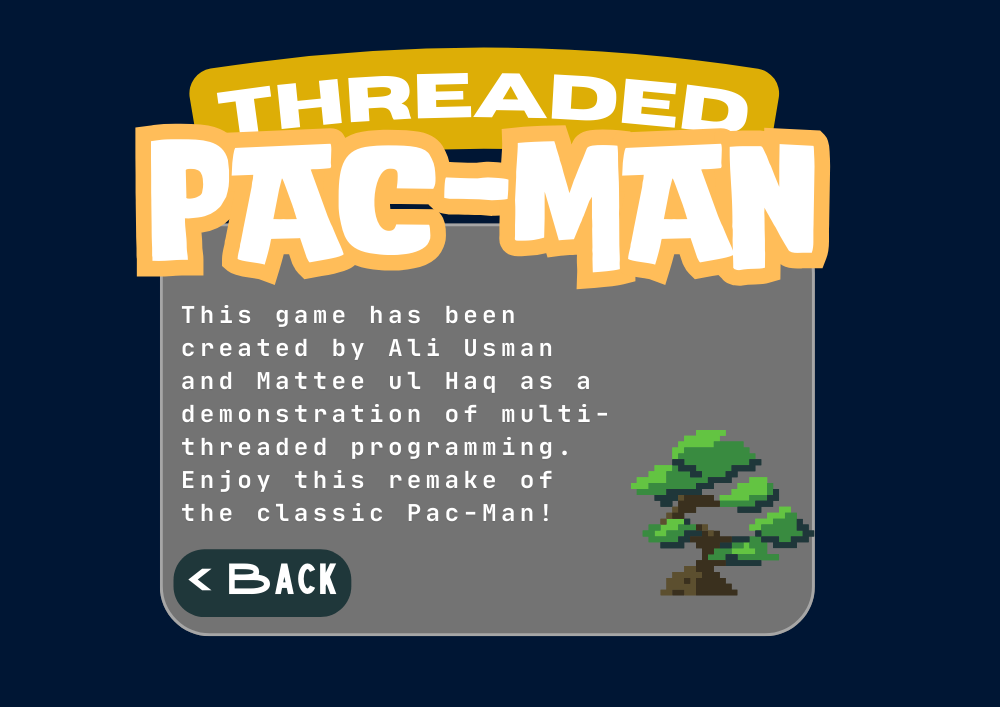 THREADED
PAC-MAN
This game has been
created by Ali Usman
and Mattee ul Haq as a
demonstration of multi-
threaded programming.
Enjoy this remake of
the classic Pac-Man!
< BACK